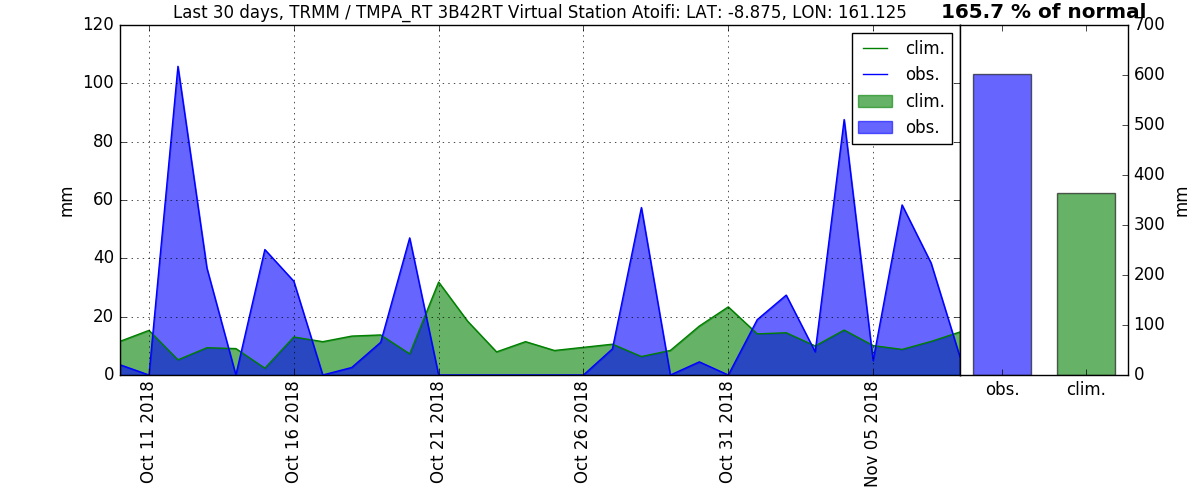 Last 30 days, TRMM / TMPA_RT 3B42RT Virtual Station Atoifi: LAT: -8.875, LON: 161.125
165.7 % of normal
120
100
80
60
40
20
0
mm
clim.
obs.
clim.
obs.
Oct 11 2018
Oct 16 2018
Oct 21 2018
Oct 26 2018
Oct 31 2018
Nov 05 2018
700
600
500
400
300
200
100
0
mm
obs.
clim.